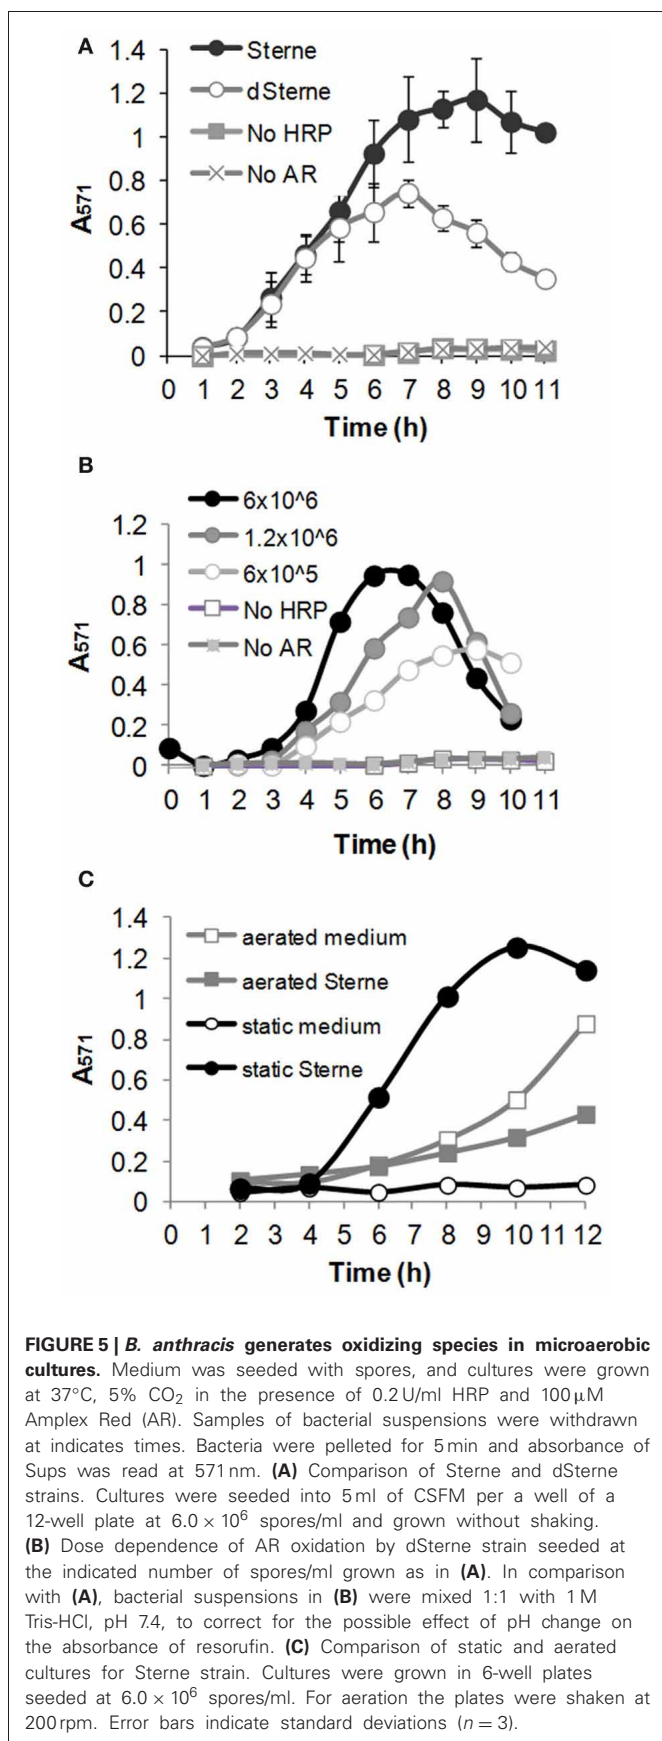 A
1.4
1.2
1
0.8
0.6
0.4
0.2
0
A571
Sterne
dSterne
No HRP
No AR
0 1 2 3 4 5 6 7 8 9 10 11
Time (h)
B
1.2
1
0.8
0.6
0.4
0.2
0
A571
6x10^6
1.2x10^6
6x10^5
No HRP
No AR
0 1 2 3 4 5 6 7 8 9 10 11
Time (h)
C
1.4
1.2
1
0.8
0.6
0.4
0.2
0
A571
aerated medium
aerated Sterne
static medium
static Sterne
0 1 2 3 4 5 6 7 8 9 10 11 12
Time (h)
FIGURE 5 | B. anthracis generates oxidizing species in microaerobic
cultures. Medium was seeded with spores, and cultures were grown
at 37°C, 5% CO₂ in the presence of 0.2 U/ml HRP and 100 μM
Amplex Red (AR). Samples of bacterial suspensions were withdrawn
at indicates times. Bacteria were pelleted for 5 min and absorbance of
Sups was read at 571 nm. (A) Comparison of Sterne and dSterne
strains. Cultures were seeded into 5 ml of CSFM per a well of a
12-well plate at 6.0 × 10⁶ spores/ml and grown without shaking.
(B) Dose dependence of AR oxidation by dSterne strain seeded at
the indicated number of spores/ml grown as in (A). In comparison
with (A), bacterial suspensions in (B) were mixed 1:1 with 1 M
Tris-HCl, pH 7.4, to correct for the possible effect of pH change on
the absorbance of resorufin. (C) Comparison of static and aerated
cultures for Sterne strain. Cultures were grown in 6-well plates
seeded at 6.0 × 10⁶ spores/ml. For aeration the plates were shaken at
200 rpm. Error bars indicate standard deviations (n = 3).